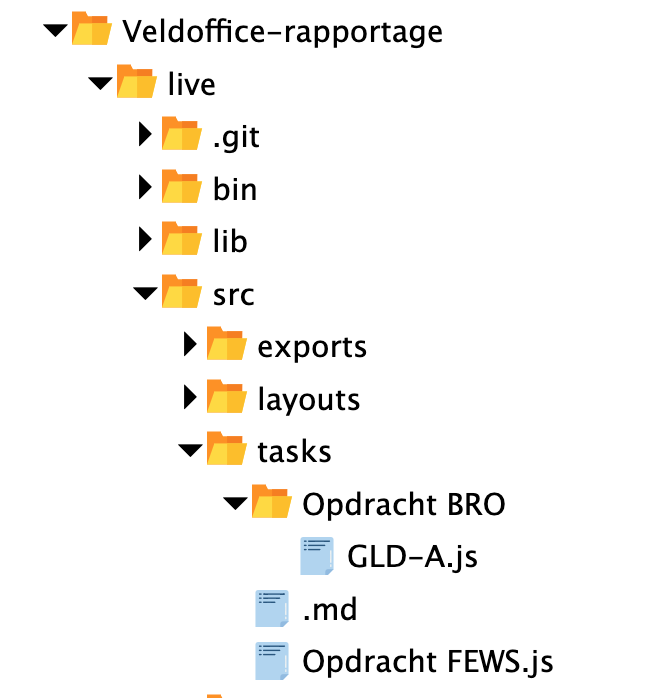 Veldoffice-rapportage
live
.git
bin
lib
src
exports
layouts
tasks
Opdracht BRO
GLD-A.js
.md
Opdracht FEWS.js